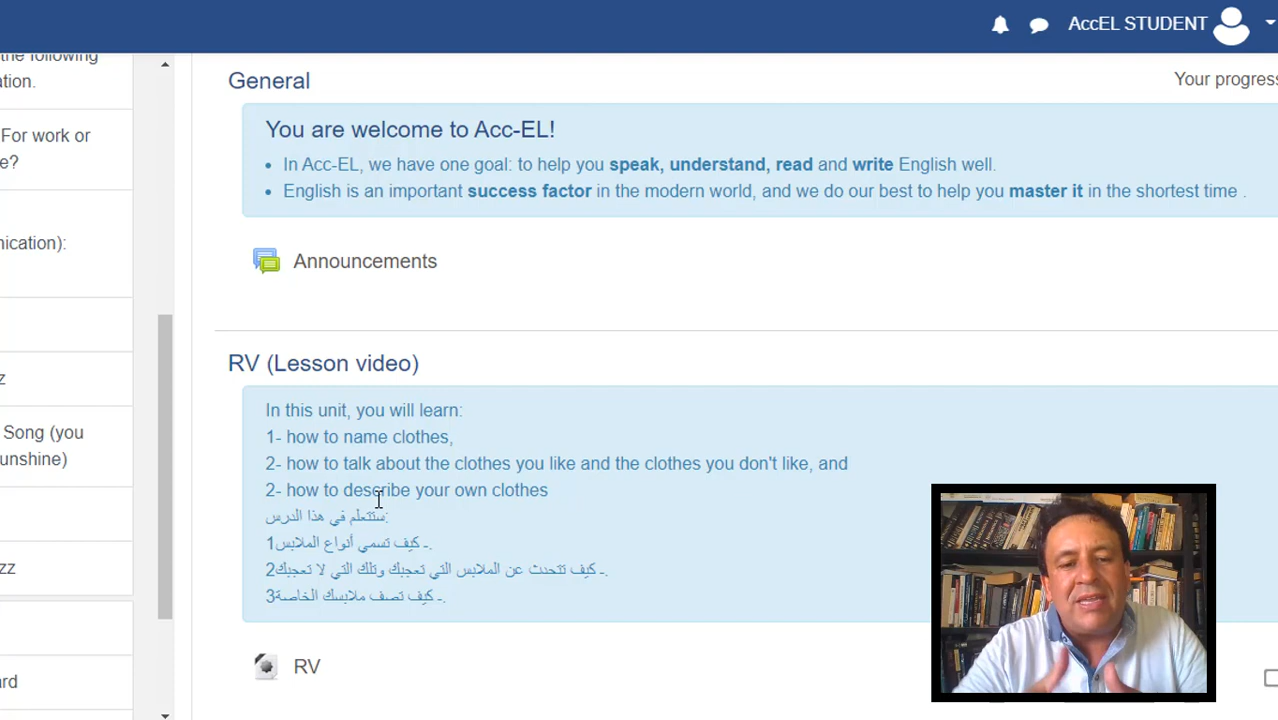 AccEL STUDENT
the following
ation.
For work or
e?
nication):
z
Song (you
unshine)
zz
ard
General
Your progress
You are welcome to Acc-EL!
In Acc-EL, we have one goal: to help you speak, understand, read and write English well.
English is an important success factor in the modern world, and we do our best to help you master it in the shortest time .
Announcements
RV (Lesson video)
In this unit, you will learn:
1- how to name clothes,
2- how to talk about the clothes you like and the clothes you don't like, and
2- how to describe your own clothes
ستتعلم في هذا الدرس:
1ـ كيف تسمي أنواع الملابس.
2ـ كيف تتحدث عن الملابس التي تعجبك وتلك التي لا تعجبك.
3ـ كيف تصف ملابسك الخاصة.
RV